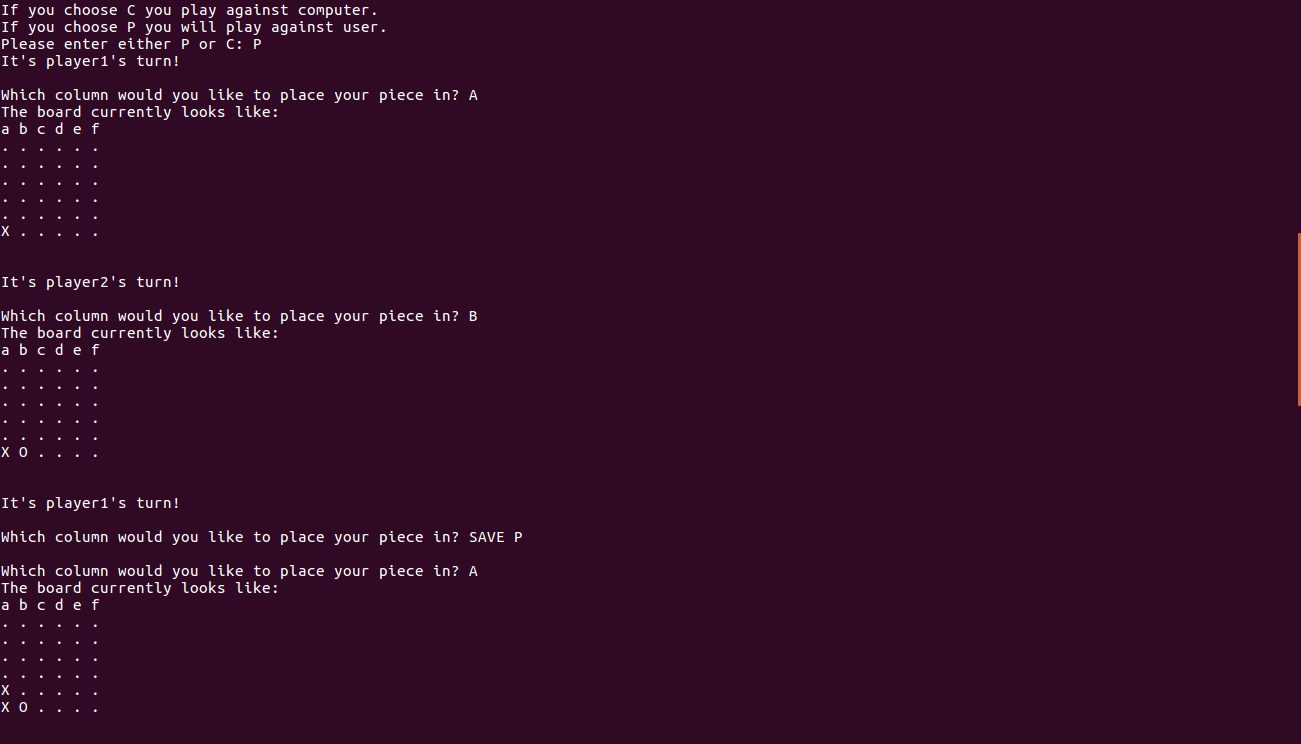 If you choose C you play against computer.
If you choose P you will play against user.
Please enter either P or C: P
It's player1's turn!
Which column would you like to place your piece in? A
The board currently looks like:
a b c d e f
. . . . . .
. . . . . .
. . . . . .
. . . . . .
. . . . . .
X . . . . .
It's player2's turn!
Which column would you like to place your piece in? B
The board currently looks like:
a b c d e f
. . . . . .
. . . . . .
. . . . . .
. . . . . .
. . . . . .
X O . . . .
It's player1's turn!
Which column would you like to place your piece in? SAVE P
Which column would you like to place your piece in? A
The board currently looks like:
a b c d e f
. . . . . .
. . . . . .
. . . . . .
. . . . . .
X . . . . .
X O . . . .